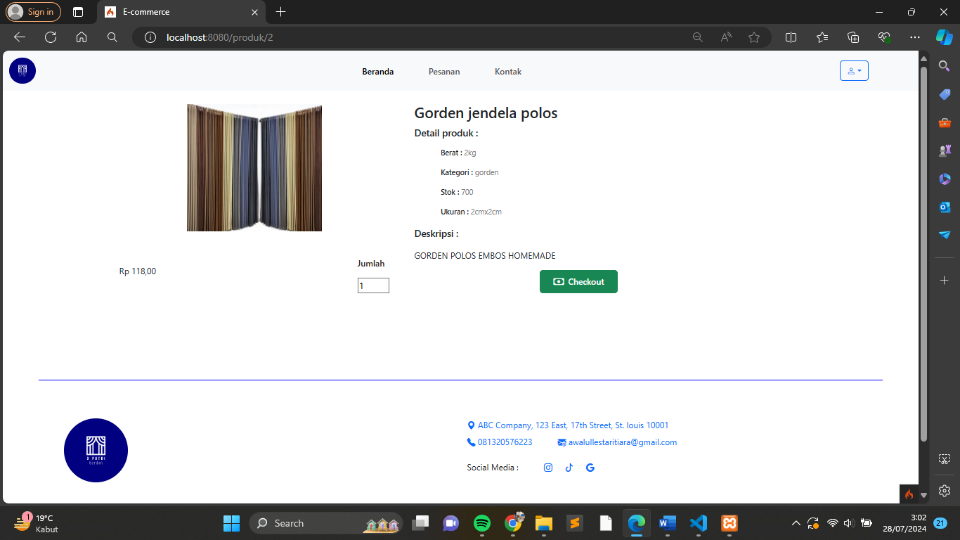 Sign in
E-commerce
localhost:8080/produk/2
Beranda Pesanan Kontak
Gorden jendela polos
Detail produk :
Berat : 2kg
Kategori : gorden
Stok : 700
Ukuran : 2cmx2cm
Deskripsi :
GORDEN POLOS EMBOS HOMEMADE
Rp 118,00
Jumlah
1
Checkout
ABC Company, 123 East, 17th Street, St. louis 10001
081320576223 awalullestaritiara@gmail.com
Social Media :
1
19°C
Kabut
Search
3:02
28/07/2024
21